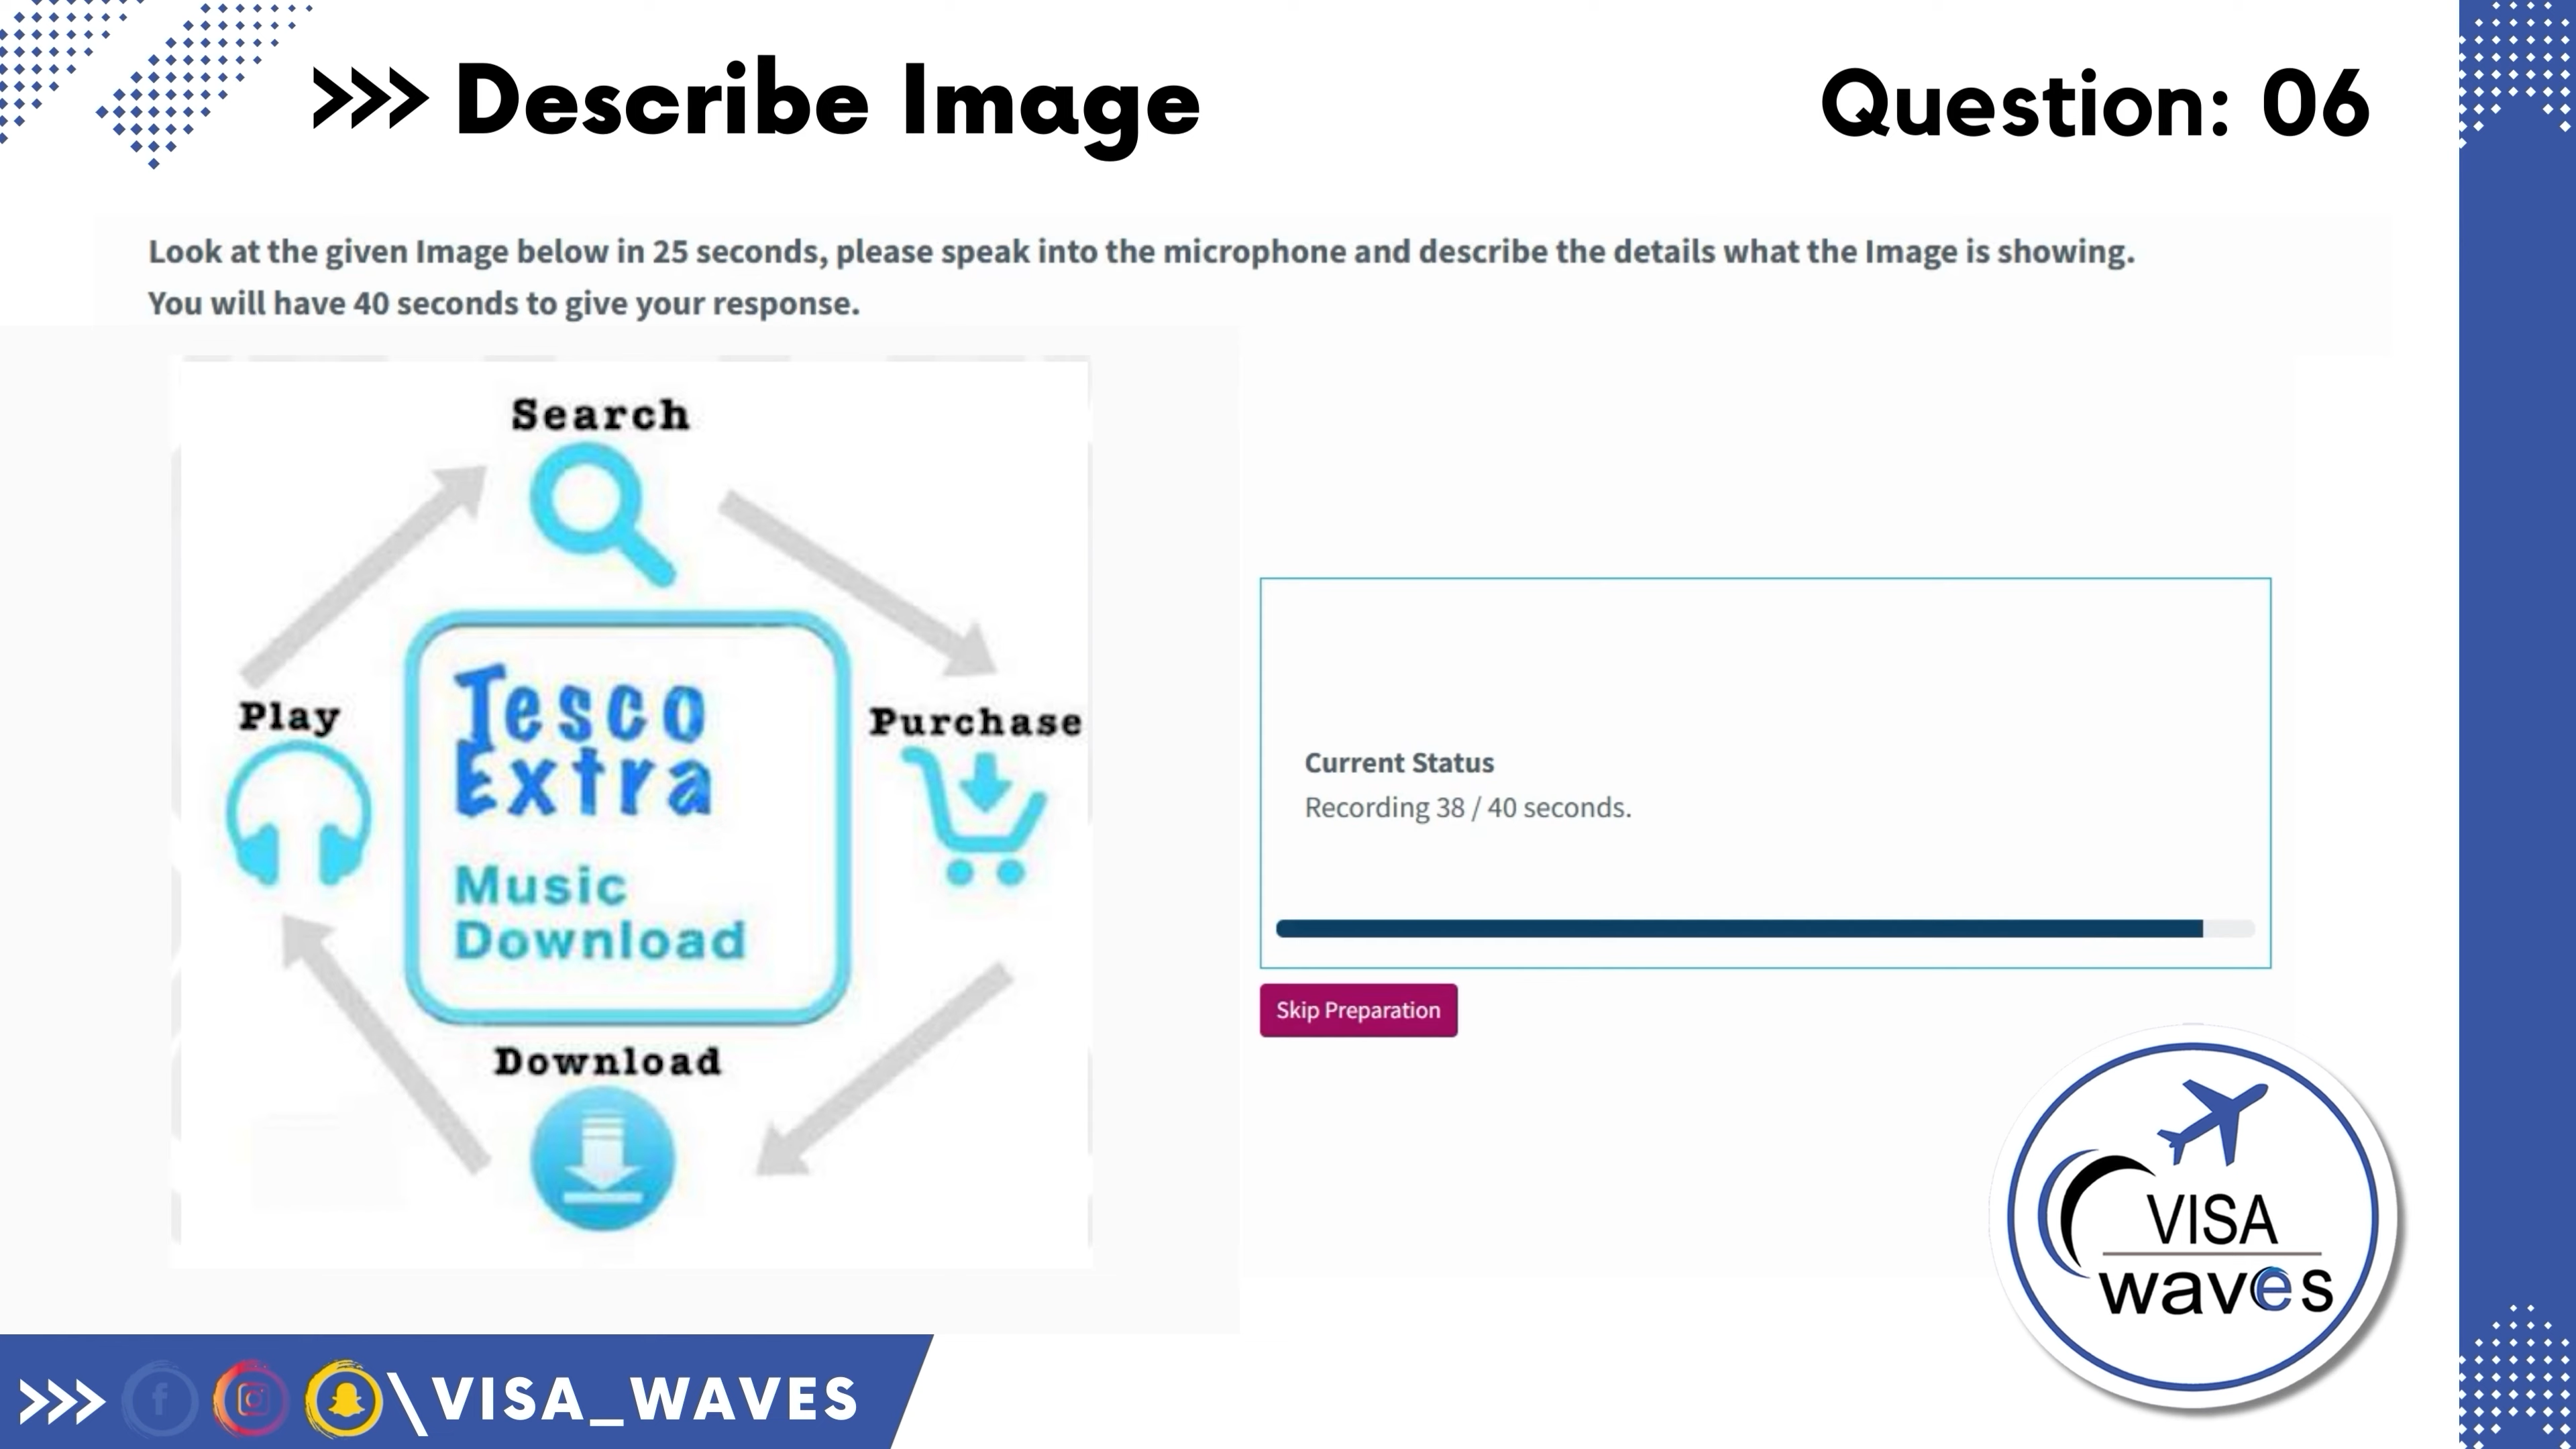 >>> Describe Image
Question: 06
Look at the given Image below in 25 seconds, please speak into the microphone and describe the details what the Image is showing.
You will have 40 seconds to give your response.
Search
Play
Purchase
Tesco
Extra
Music
Download
Download
Current Status
Recording 38 / 40 seconds.
Skip Preparation
VISA
waves
>>> \VISA_WAVES